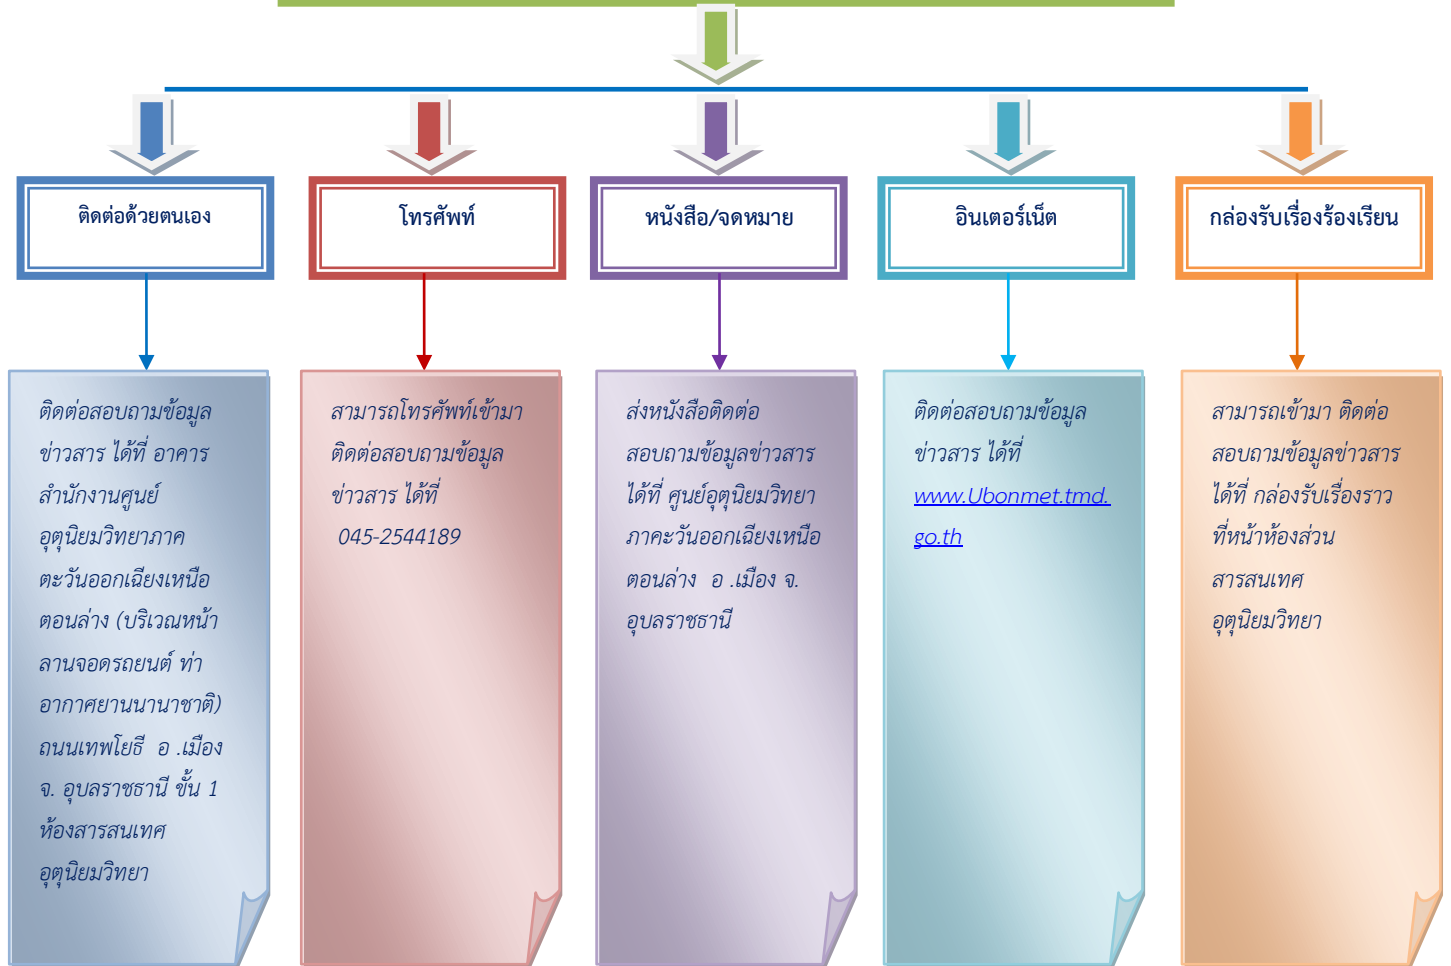 ติดต่อด้วยตนเอง
โทรศัพท์
หนังสือ/จดหมาย
อินเตอร์เน็ต
กล่องรับเรื่องร้องเรียน
ติดต่อสอบถามข้อมูล
ข่าวสาร ได้ที่ อาคาร
สำนักงานศูนย์
อุตุนิยมวิทยาภาค
ตะวันออกเฉียงเหนือ
ตอนล่าง (บริเวณหน้า
ลานจอดรถยนต์ ท่า
อากาศยานนานาชาติ)
ถนนเทพโยธี อ .เมือง
จ. อุบลราชธานี ขั้น 1
ห้องสารสนเทศ
อุตุนิยมวิทยา
สามารถโทรศัพท์เข้ามา
ติดต่อสอบถามข้อมูล
ข่าวสาร ได้ที่
045-2544189
ส่งหนังสือติดต่อ
สอบถามข้อมูลข่าวสาร
ได้ที่ ศูนย์อุตุนิยมวิทยา
ภาคะวันออกเฉียงเหนือ
ตอนล่าง อ .เมือง จ.
อุบลราชธานี
ติดต่อสอบถามข้อมูล
ข่าวสาร ได้ที่
www.Ubonmet.tmd.
go.th
สามารถเข้ามา ติดต่อ
สอบถามข้อมูลข่าวสาร
ได้ที่ กล่องรับเรื่องราว
ที่หน้าห้องส่วน
สารสนเทศ
อุตุนิยมวิทยา